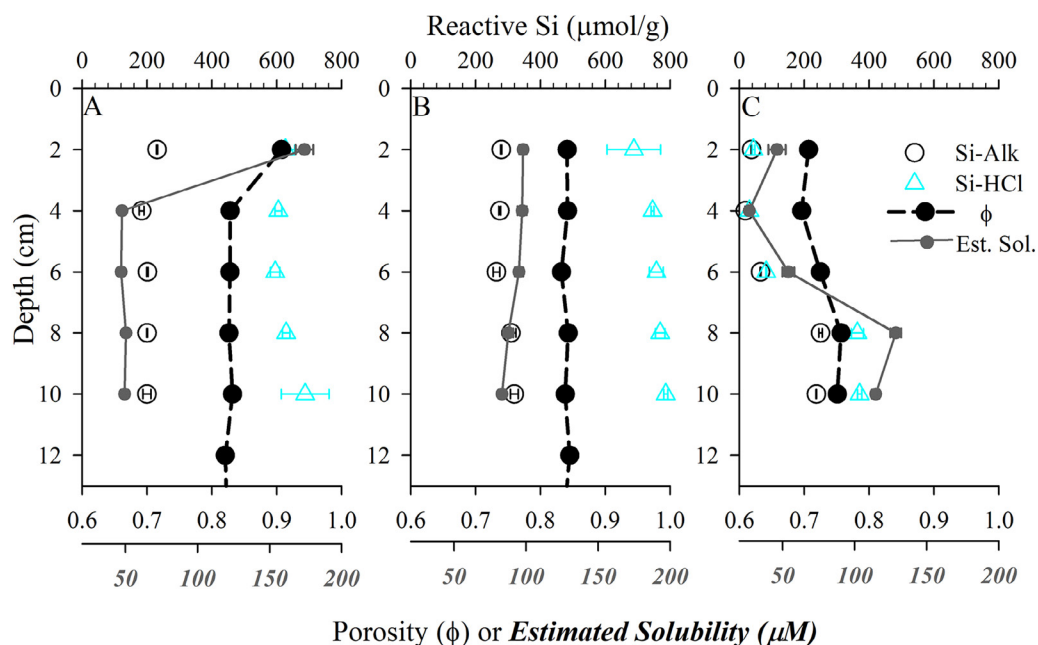 Reactive Si (μmol/g)
0 200 400 600 800 0 200 400 600 800 0 200 400 600 800
0
A B C
2
Si-Alk
Si-HCl
4
ϕ
Est. Sol.
6
8
10
12
Depth (cm)
0.6 0.7 0.8 0.9 1.0 0.6 0.7 0.8 0.9 1.0 0.6 0.7 0.8 0.9 1.0
50 100 150 200 50 100 150 200 50 100 150 200
Porosity (ϕ) or Estimated Solubility (μM)